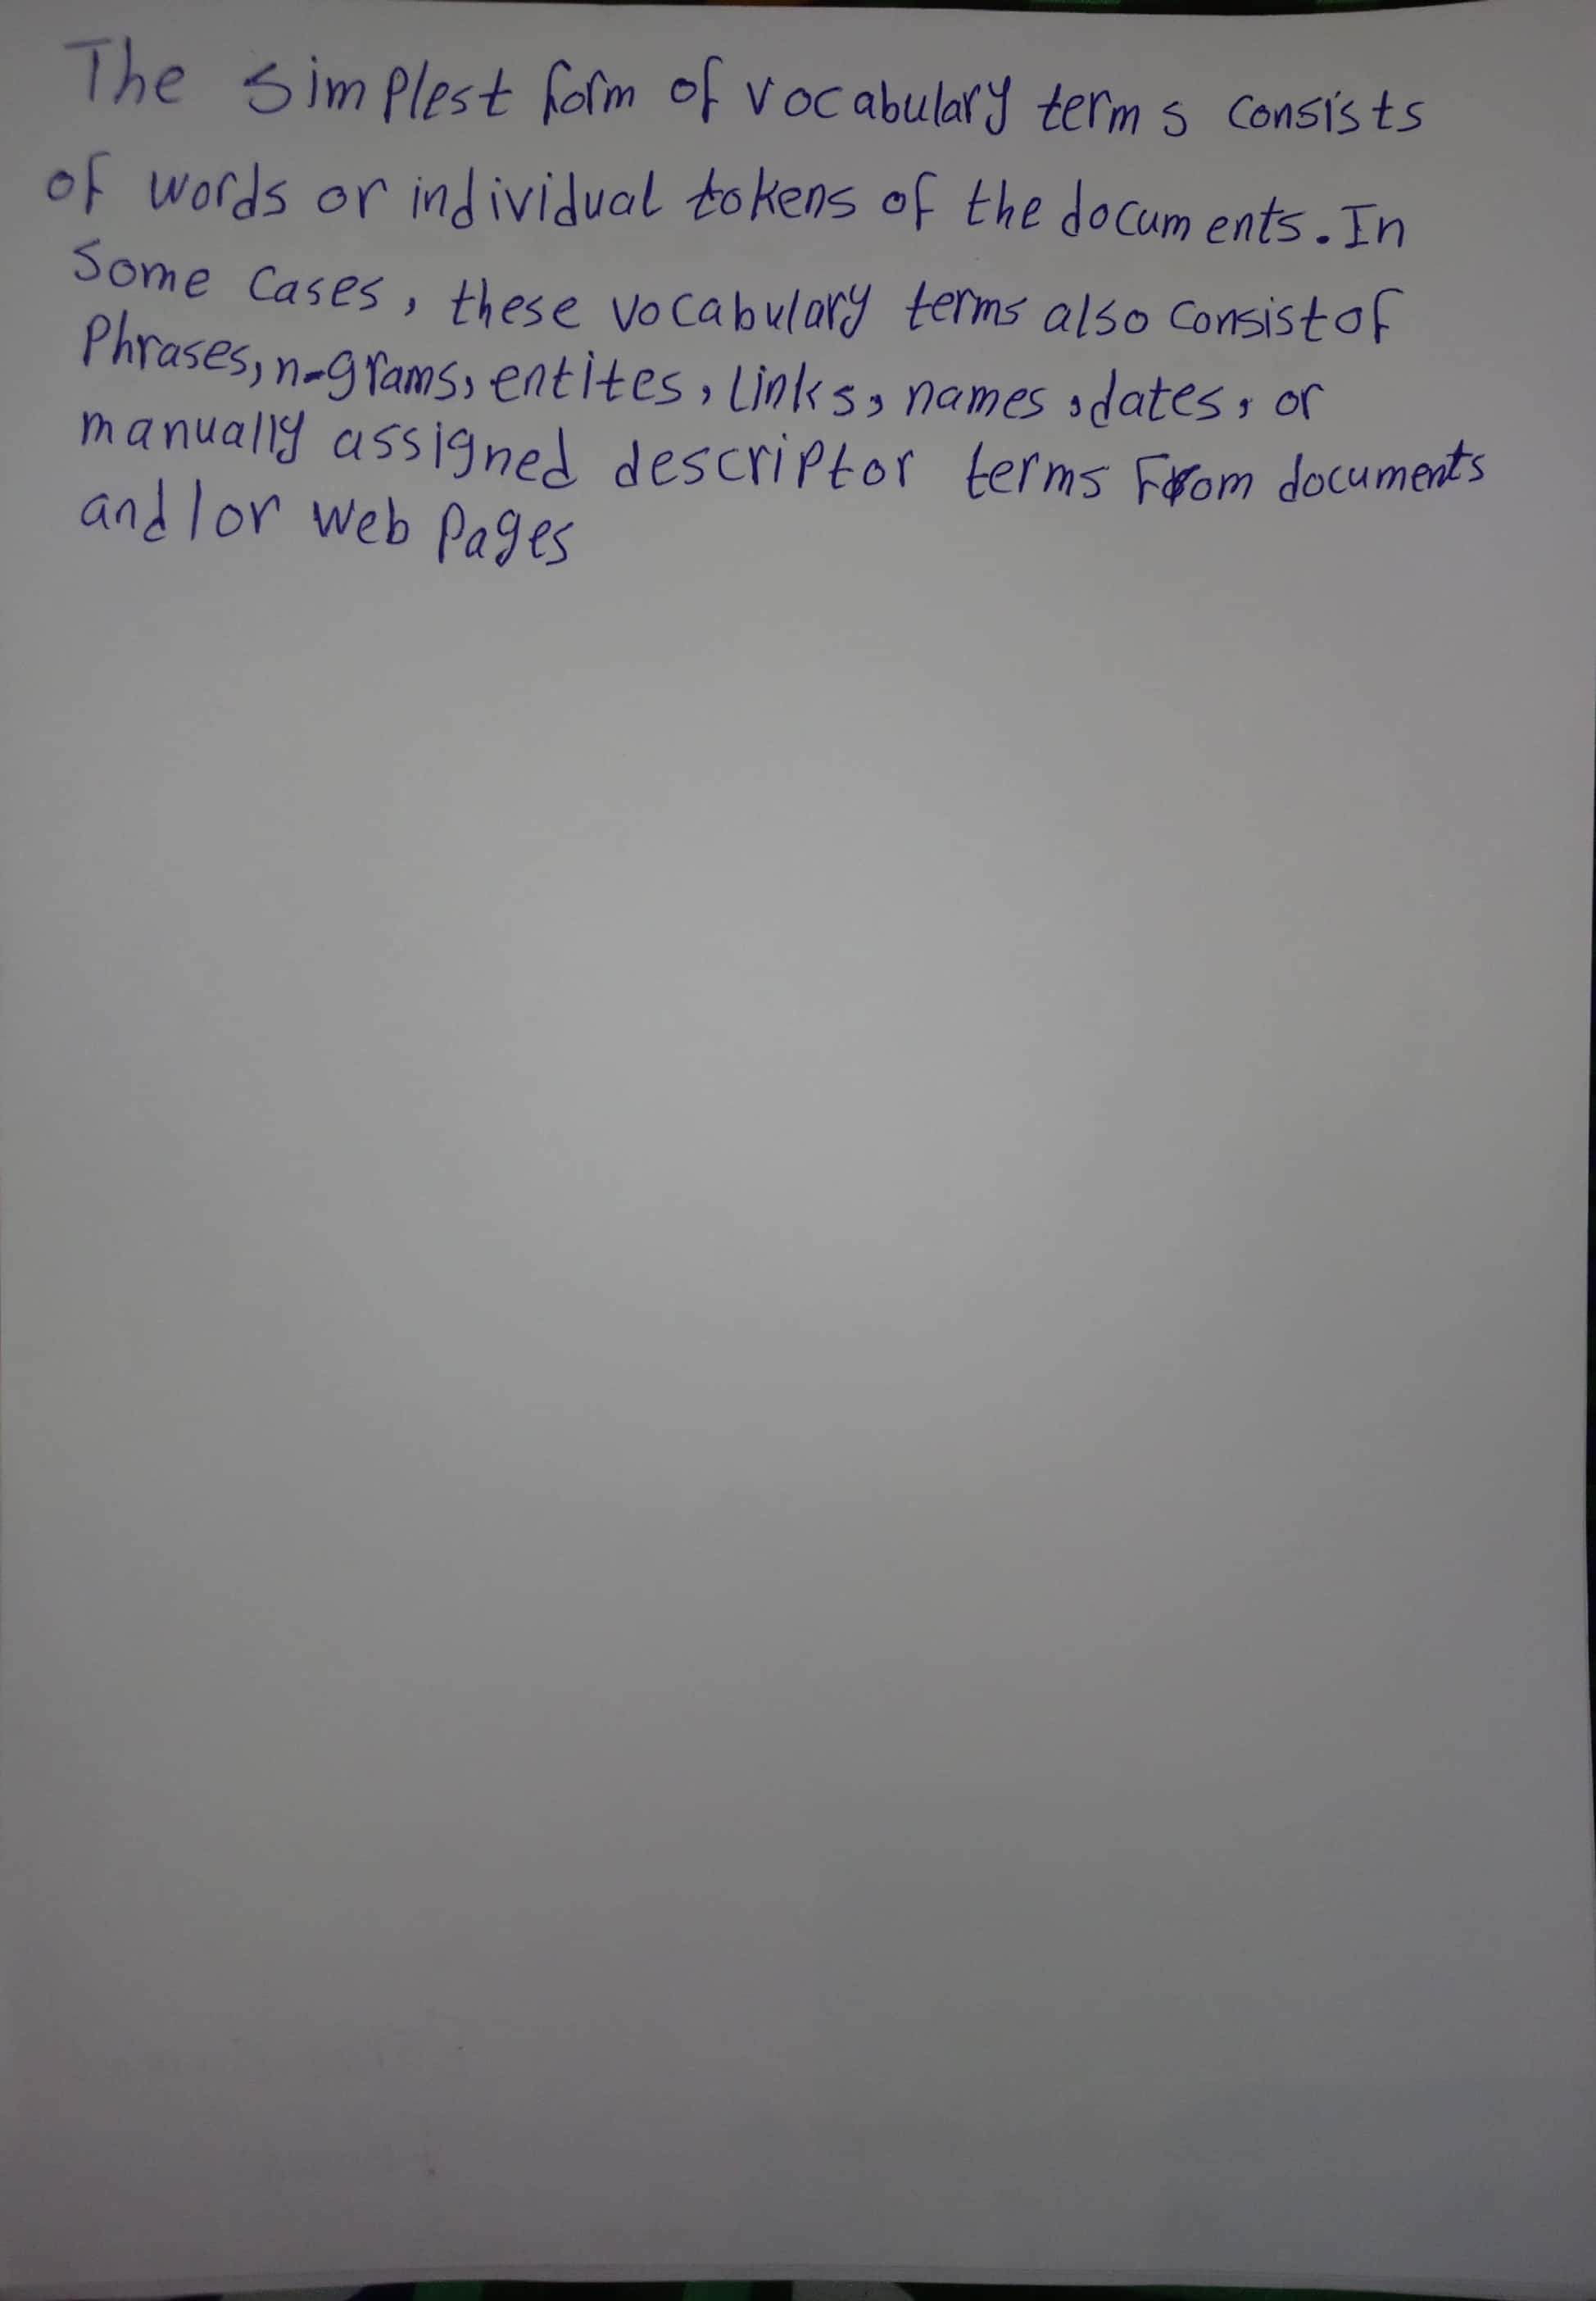 The simplest form of vocabulary terms consists
of words or individual tokens of the documents. In
Some cases, these vocabulary terms also consist of
Phrases, n-grams, entites, links, names, dates, or
manually assigned descriptor terms From documents
and/or web Pages